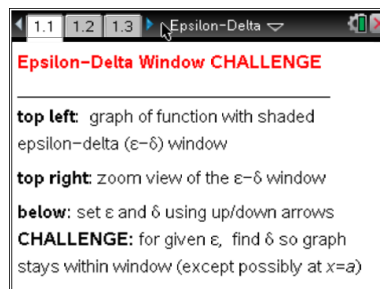 1.1 1.2 1.3 Epsilon-Delta
Epsilon-Delta Window CHALLENGE
top left: graph of function with shaded
epsilon-delta (ε-δ) window
top right: zoom view of the ε-δ window
below: set ε and δ using up/down arrows
CHALLENGE: for given ε, find δ so graph
stays within window (except possibly at x=a)